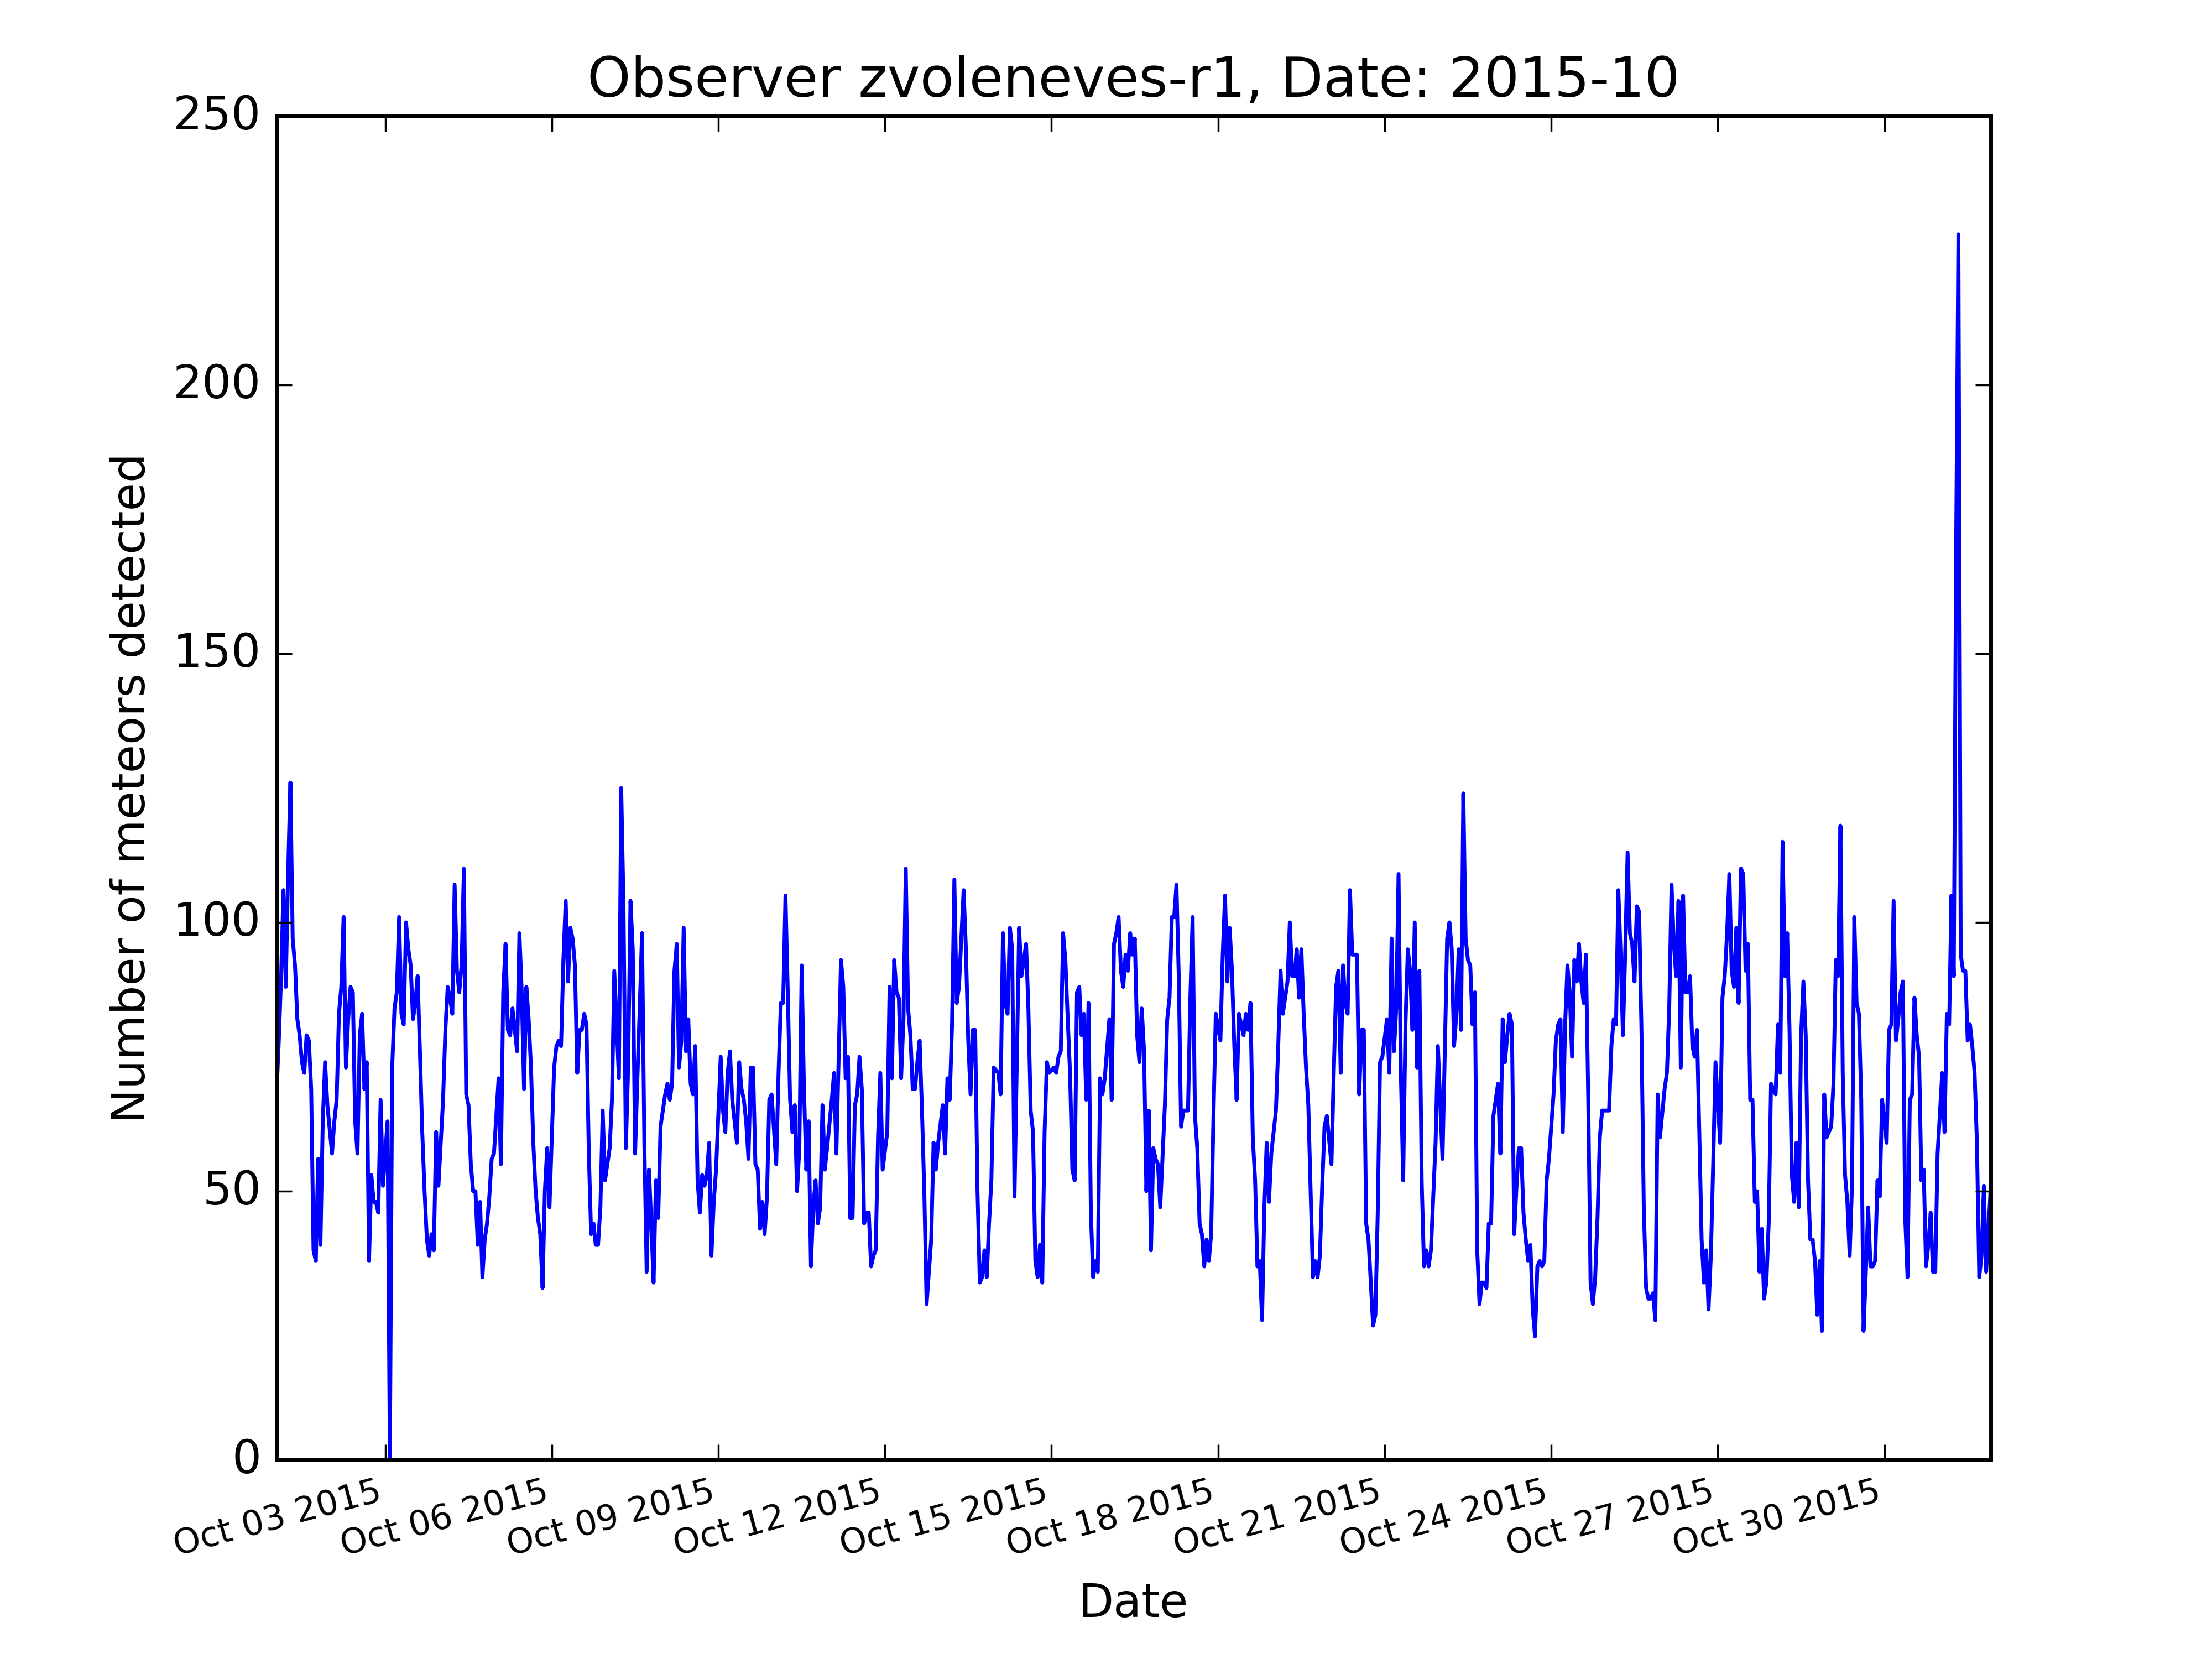 Observer zvoleneves-r1, Date: 2015-10
250
200
150
100
50
0
Number of meteors detected
Oct 03 2015
Oct 06 2015
Oct 09 2015
Oct 12 2015
Oct 15 2015
Oct 18 2015
Oct 21 2015
Oct 24 2015
Oct 27 2015
Oct 30 2015
Date